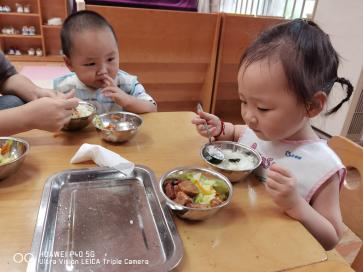 HUAWEI P40 5G
Ultra Vision LEICA Triple Camera